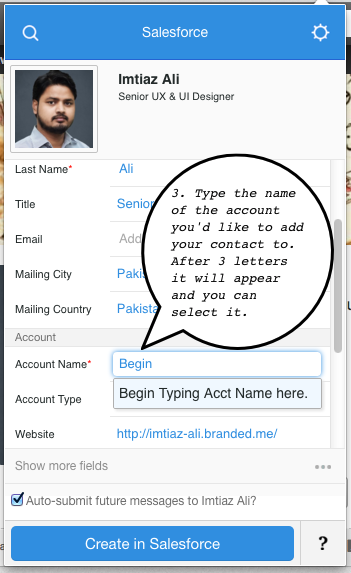 Salesforce
Imtiaz Ali
Senior UX & UI Designer
Last Name* Ali
Title Senior
Email Add
Mailing City Pakis
Mailing Country Pakista
3. Type the name
of the account
you'd like to add
your contact to.
After 3 letters
it will appear
and you can
select it.
Account
Account Name* Begin
Begin Typing Acct Name here.
Account Type
Website http://imtiaz-ali.branded.me/
Show more fields
Auto-submit future messages to Imtiaz Ali?
Create in Salesforce ?